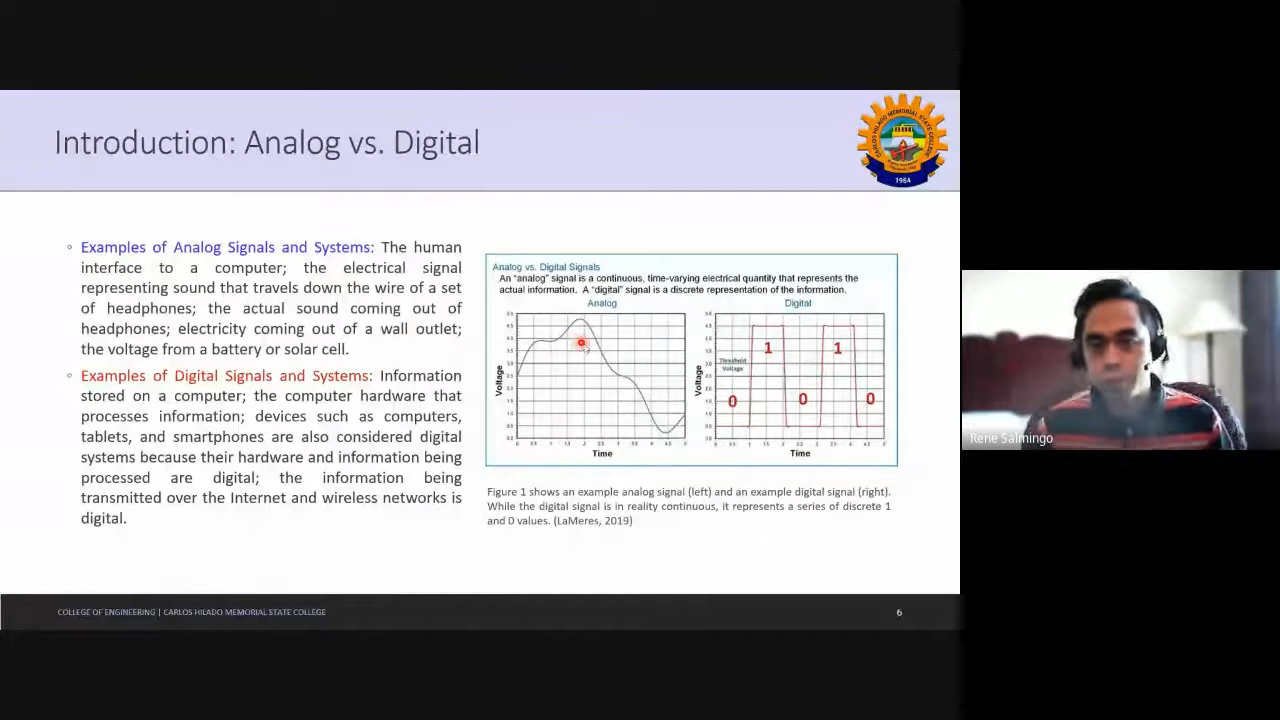 Introduction: Analog vs. Digital
CARLOS HILADO MEMORIAL STATE COLLEGE
1954
◦ Examples of Analog Signals and Systems: The human
interface to a computer; the electrical signal
representing sound that travels down the wire of a set
of headphones; the actual sound coming out of
headphones; electricity coming out of a wall outlet;
the voltage from a battery or solar cell.
◦ Examples of Digital Signals and Systems: Information
stored on a computer; the computer hardware that
processes information; devices such as computers,
tablets, and smartphones are also considered digital
systems because their hardware and information being
processed are digital; the information being
transmitted over the Internet and wireless networks is
digital.
Analog vs. Digital Signals
An "analog" signal is a continuous, time-varying electrical quantity that represents the
actual information. A "digital" signal is a discrete representation of the information.
Analog
Voltage
Time
Digital
Voltage
Threshold
Voltage
0 1 0 1 0
Time
Figure 1 shows an example analog signal (left) and an example digital signal (right).
While the digital signal is in reality continuous, it represents a series of discrete 1
and 0 values. (LaMeres, 2019)
Rene Salmingo
COLLEGE OF ENGINEERING | CARLOS HILADO MEMORIAL STATE COLLEGE
6